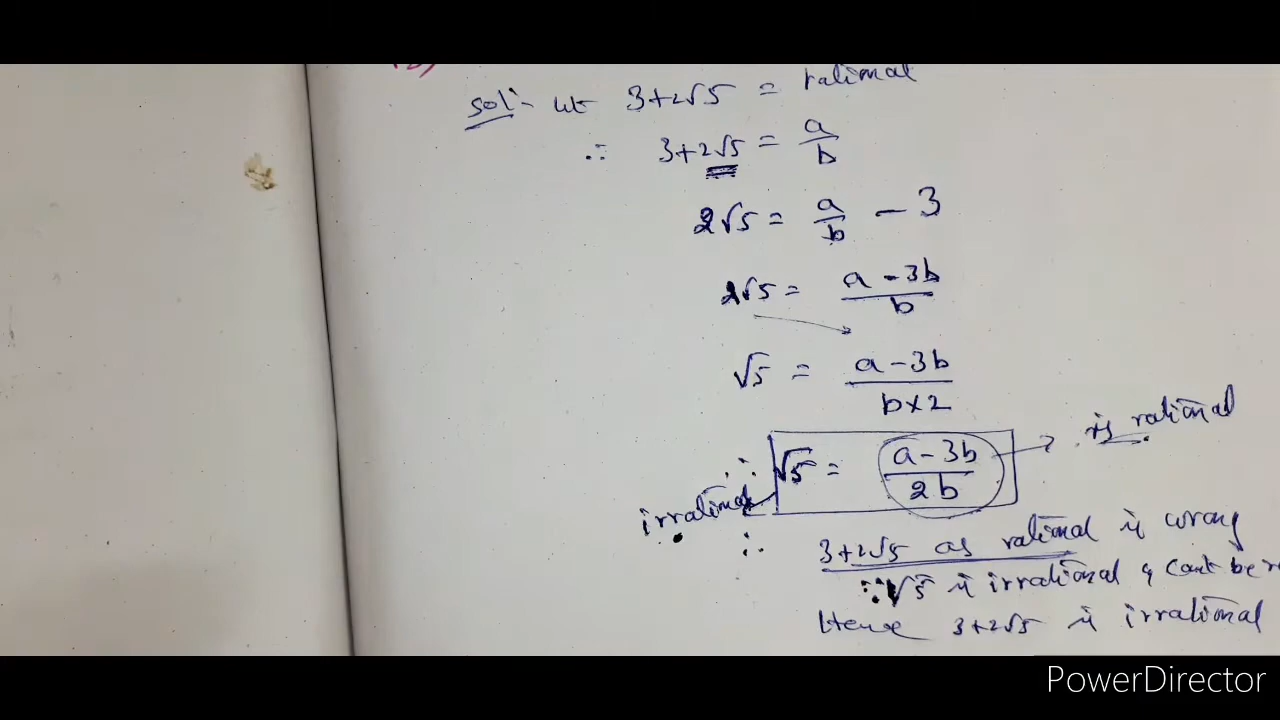 sol:- let 3+2√5 = rational
∴ 3+2√5 = a/b
2√5 = a/b - 3
2√5 = a-3b/b
√5 = a-3b/b×2
∴ √5 = a-3b/2b → is rational
irrational
∴ 3+2√5 as rational is wrong
∵ √5 is irrational & cant be r
Hense 3+2√5 is irrational
PowerDirector